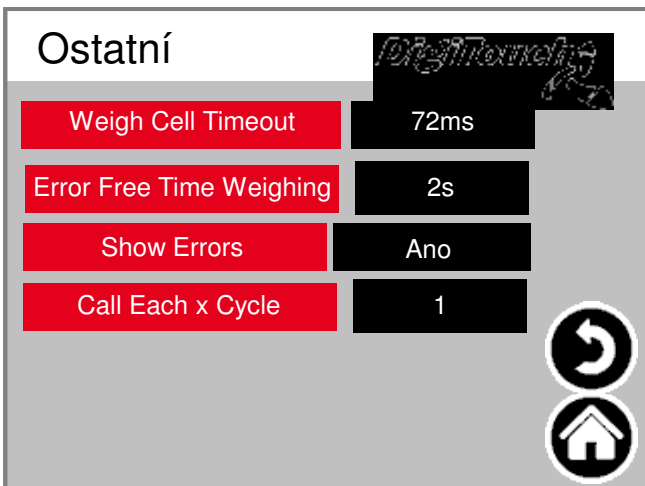 Ostatní
DigiTouch
Weigh Cell Timeout 72ms
Error Free Time Weighing 2s
Show Errors Ano
Call Each x Cycle 1